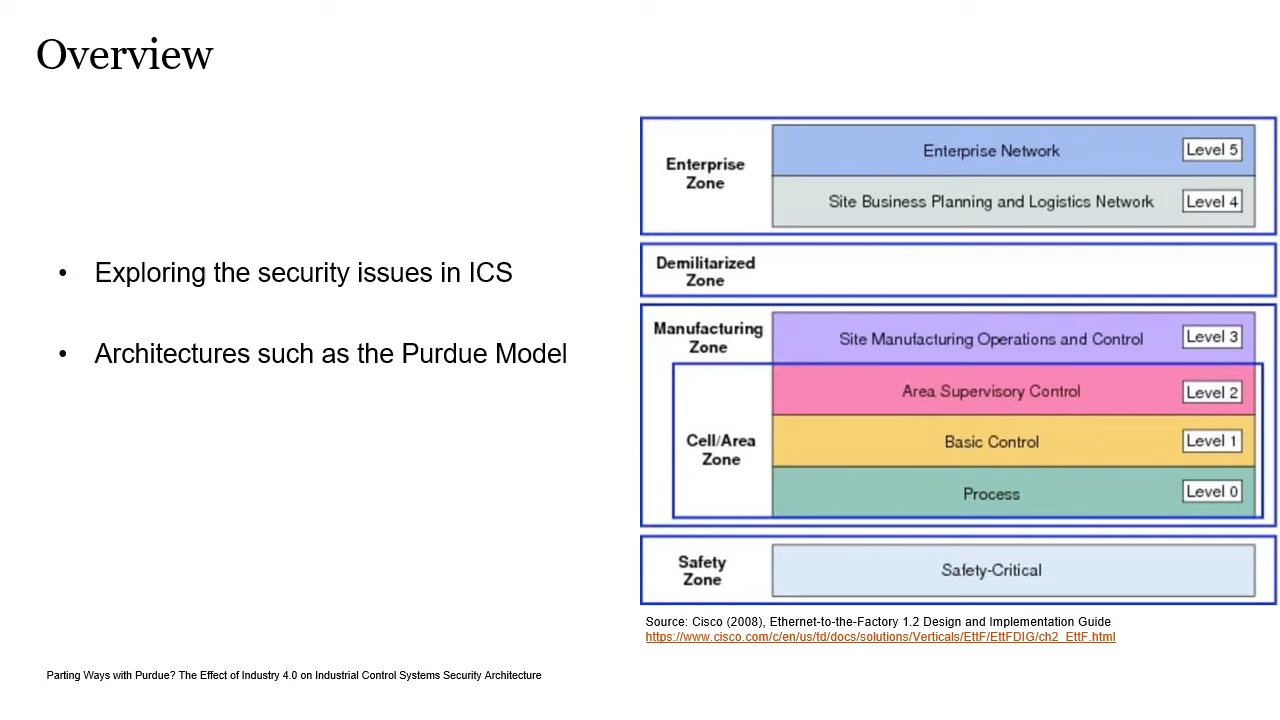 Overview
• Exploring the security issues in ICS
• Architectures such as the Purdue Model
Enterprise
Zone
Enterprise Network
Level 5
Site Business Planning and Logistics Network
Level 4
Demilitarized
Zone
Manufacturing
Zone
Site Manufacturing Operations and Control
Level 3
Cell/Area
Zone
Area Supervisory Control
Level 2
Basic Control
Level 1
Process
Level 0
Safety
Zone
Safety-Critical
Source: Cisco (2008), Ethernet-to-the-Factory 1.2 Design and Implementation Guide
https://www.cisco.com/c/en/us/td/docs/solutions/Verticals/EttF/EttFDIG/ch2_EttF.html
Parting Ways with Purdue? The Effect of Industry 4.0 on Industrial Control Systems Security Architecture